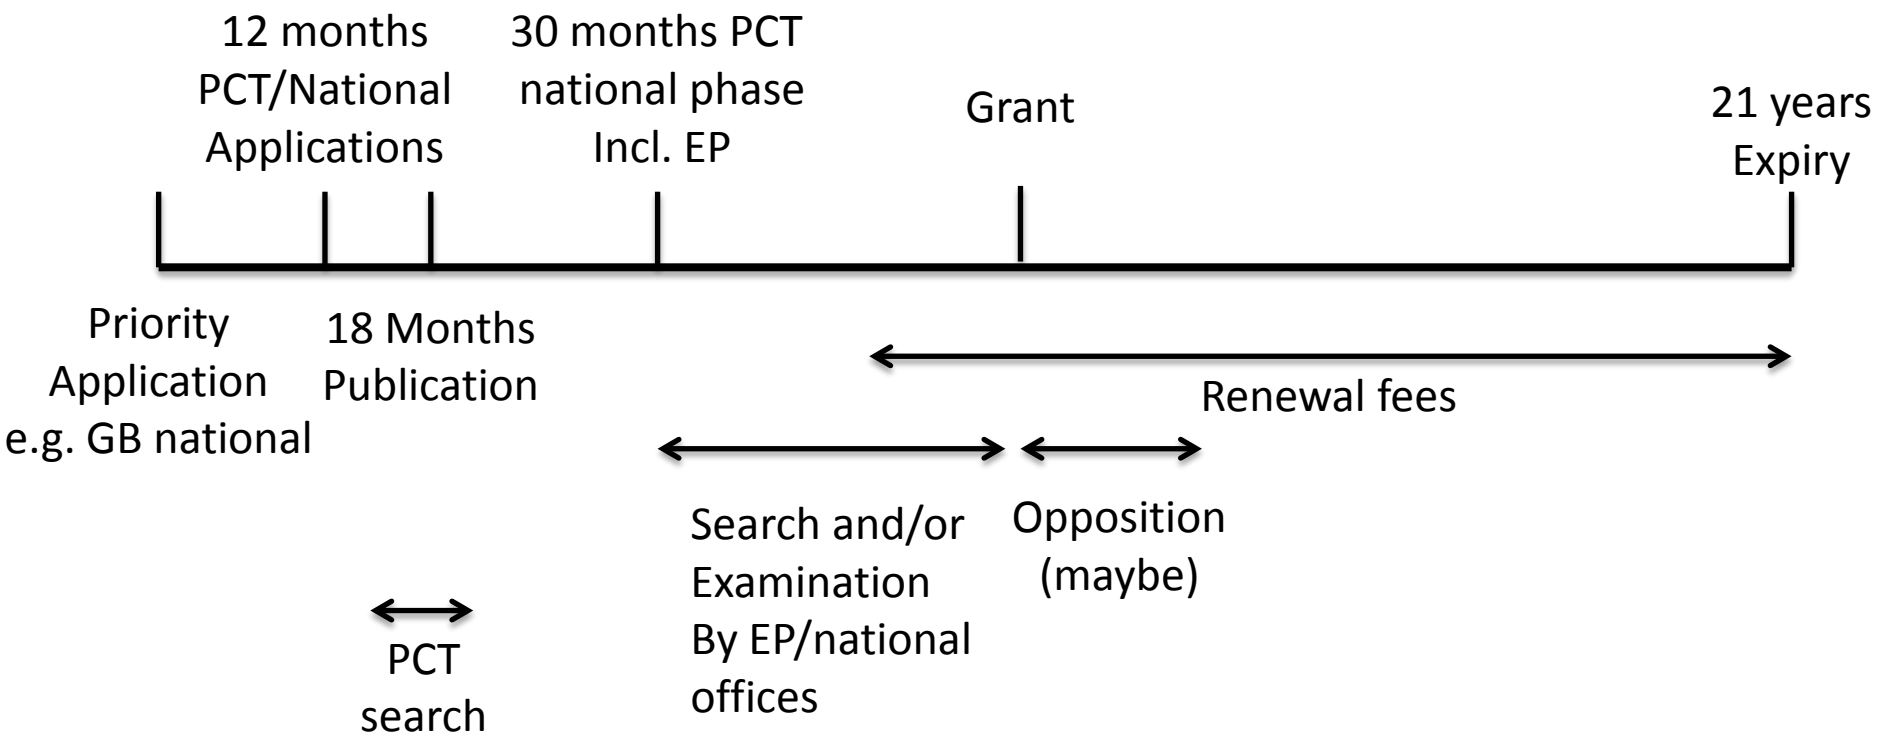 12 months
PCT/National
Applications
30 months PCT
national phase
Incl. EP
Grant
21 years
Expiry
Priority
Application
e.g. GB national
18 Months
Publication
Renewal fees
Search and/or
Examination
By EP/national
offices
Opposition
(maybe)
PCT
search